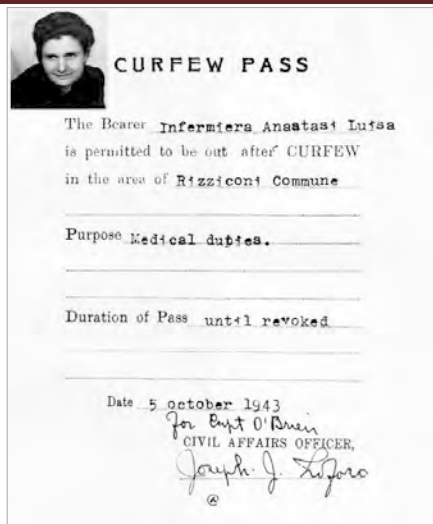 CURFEW PASS
The Bearer Infermiera Anastasi Luisa
is permitted to be out after CURFEW
in the area of Rizziconi Commune
Purpose Medical duties.
Duration of Pass until revoked
Date 5 october 1943
for Capt O'Brien
CIVIL AFFAIRS OFFICER,
Joseph. J.